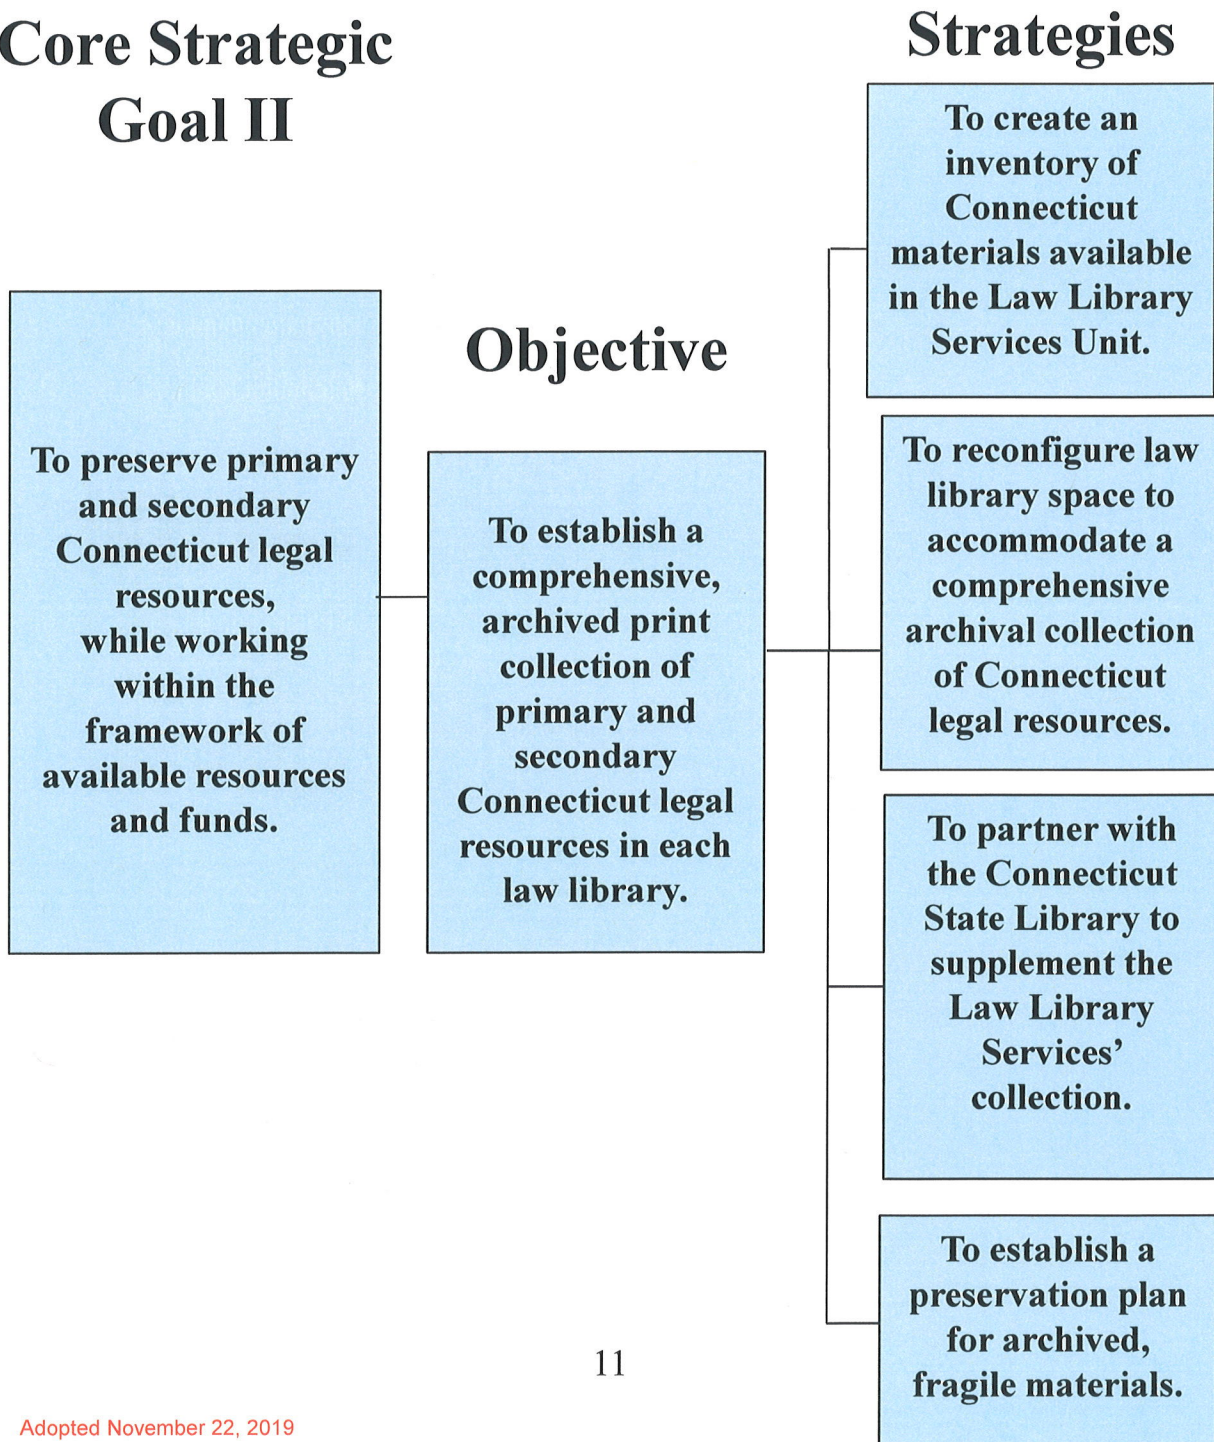 Core Strategic
Goal II
To preserve primary
and secondary
Connecticut legal
resources,
while working
within the
framework of
available resources
and funds.
Objective
To establish a
comprehensive,
archived print
collection of
primary and
secondary
Connecticut legal
resources in each
law library.
Strategies
To create an
inventory of
Connecticut
materials available
in the Law Library
Services Unit.
To reconfigure law
library space to
accommodate a
comprehensive
archival collection
of Connecticut
legal resources.
To partner with
the Connecticut
State Library to
supplement the
Law Library
Services’
collection.
To establish a
preservation plan
for archived,
fragile materials.
11
Adopted November 22, 2019